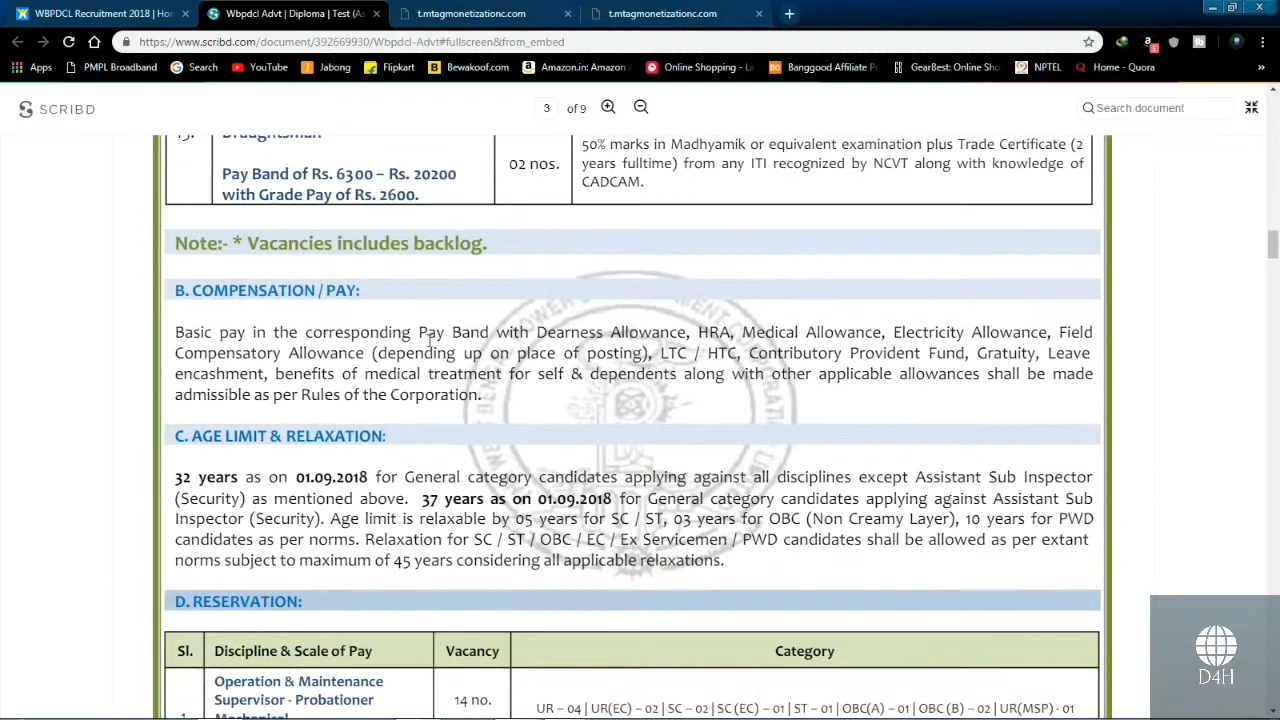 WBPDCL Recruitment 2018 | Hor
Wbpdcl Advt | Diploma | Test (As
t.mtagmonetizationc.com
t.mtagmonetizationc.com
https://www.scribd.com/document/392669930/Wbpdcl-Advt#fullscreen&from_embed
Apps PMPL Broadband Search YouTube Jabong Flipkart Bewakoof.com Amazon.in: Amazon Online Shopping - La Banggood Affiliate Pr GearBest: Online Sho NPTEL Home - Quora
SCRIBD
3 of 9
Search document
Draughtsman
Pay Band of Rs. 6300 – Rs. 20200
with Grade Pay of Rs. 2600.
02 nos.
50% marks in Madhyamik or equivalent examination plus Trade Certificate (2
years fulltime) from any ITI recognized by NCVT along with knowledge of
CADCAM.
Note:- * Vacancies includes backlog.
B. COMPENSATION / PAY:
Basic pay in the corresponding Pay Band with Dearness Allowance, HRA, Medical Allowance, Electricity Allowance, Field
Compensatory Allowance (depending up on place of posting), LTC / HTC, Contributory Provident Fund, Gratuity, Leave
encashment, benefits of medical treatment for self & dependents along with other applicable allowances shall be made
admissible as per Rules of the Corporation.
C. AGE LIMIT & RELAXATION:
32 years as on 01.09.2018 for General category candidates applying against all disciplines except Assistant Sub Inspector
(Security) as mentioned above. 37 years as on 01.09.2018 for General category candidates applying against Assistant Sub
Inspector (Security). Age limit is relaxable by 05 years for SC / ST, 03 years for OBC (Non Creamy Layer), 10 years for PWD
candidates as per norms. Relaxation for SC / ST / OBC / EC / Ex Servicemen / PWD candidates shall be allowed as per extant
norms subject to maximum of 45 years considering all applicable relaxations.
D. RESERVATION:
Sl. Discipline & Scale of Pay Vacancy Category
Operation & Maintenance
Supervisor - Probationer
Mechanical
14 no.
UR – 04 | UR(EC) – 02 | SC – 02 | SC (EC) – 01 | ST – 01 | OBC(A) – 01 | OBC (B) – 02 | UR(MSP) - 01
D4H